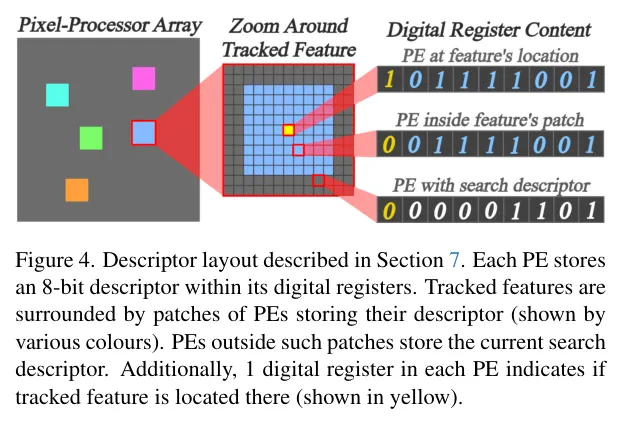 Pixel-Processor Array
Zoom Around
Tracked Feature
Digital Register Content
PE at feature's location
1 0 1 1 1 1 0 0 1
PE inside feature's patch
0 0 1 1 1 1 0 0 1
PE with search descriptor
0 0 0 0 0 1 1 0 1
Figure 4. Descriptor layout described in Section 7. Each PE stores
an 8-bit descriptor within its digital registers. Tracked features are
surrounded by patches of PEs storing their descriptor (shown by
various colours). PEs outside such patches store the current search
descriptor. Additionally, 1 digital register in each PE indicates if
tracked feature is located there (shown in yellow).